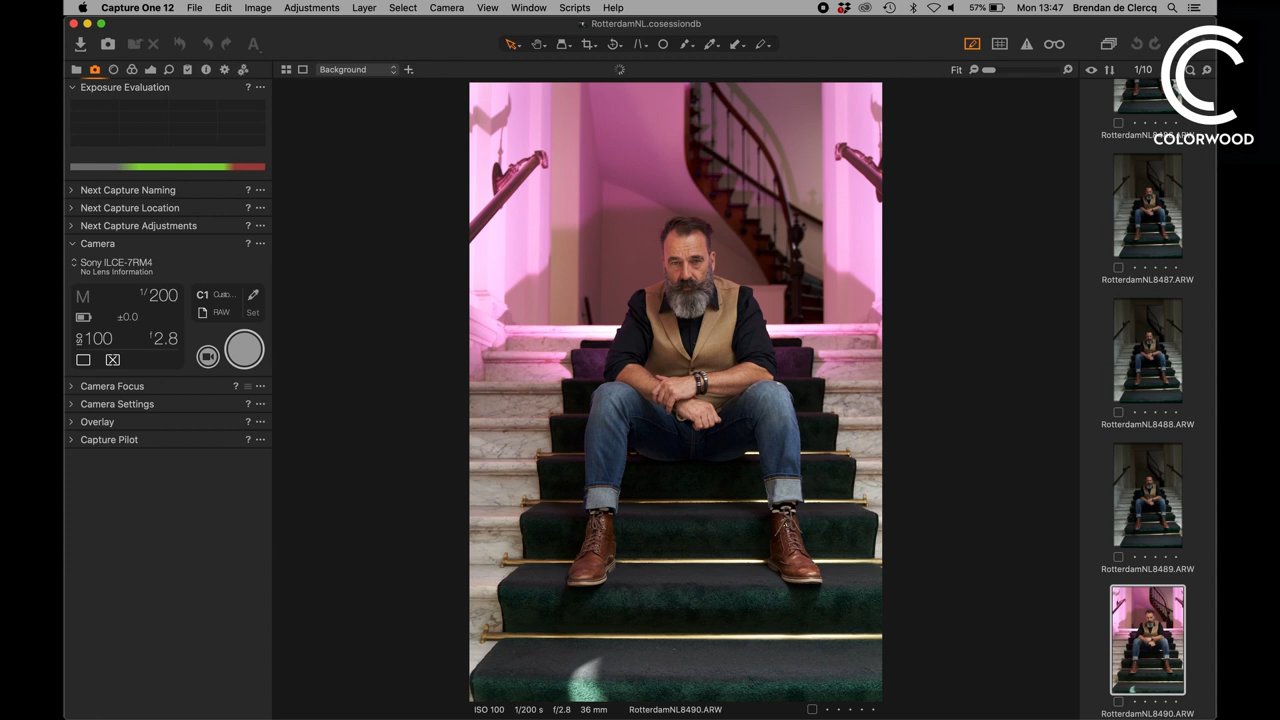 Capture One 12 File Edit Image Adjustments Layer Select Camera View Window Scripts Help 57% Mon 13:47 Brendan de Clercq
RotterdamNL.cosessiondb
Background Fit 1/10
COLORWOOD
Exposure Evaluation ? ...
Next Capture Naming ? ...
Next Capture Location ? ...
Next Capture Adjustments ? ...
Camera ? ...
Sony ILCE-7RM4
No Lens Information
M 1/200 C1 Custo...
±0.0 RAW Set
ISO 100 f 2.8
Camera Focus ? ...
Camera Settings ? ...
Overlay ? ...
Capture Pilot ? ...
RotterdamNL8487.ARW
RotterdamNL8488.ARW
RotterdamNL8489.ARW
RotterdamNL8490.ARW
ISO 100 1/200 s f/2.8 36 mm RotterdamNL8490.ARW